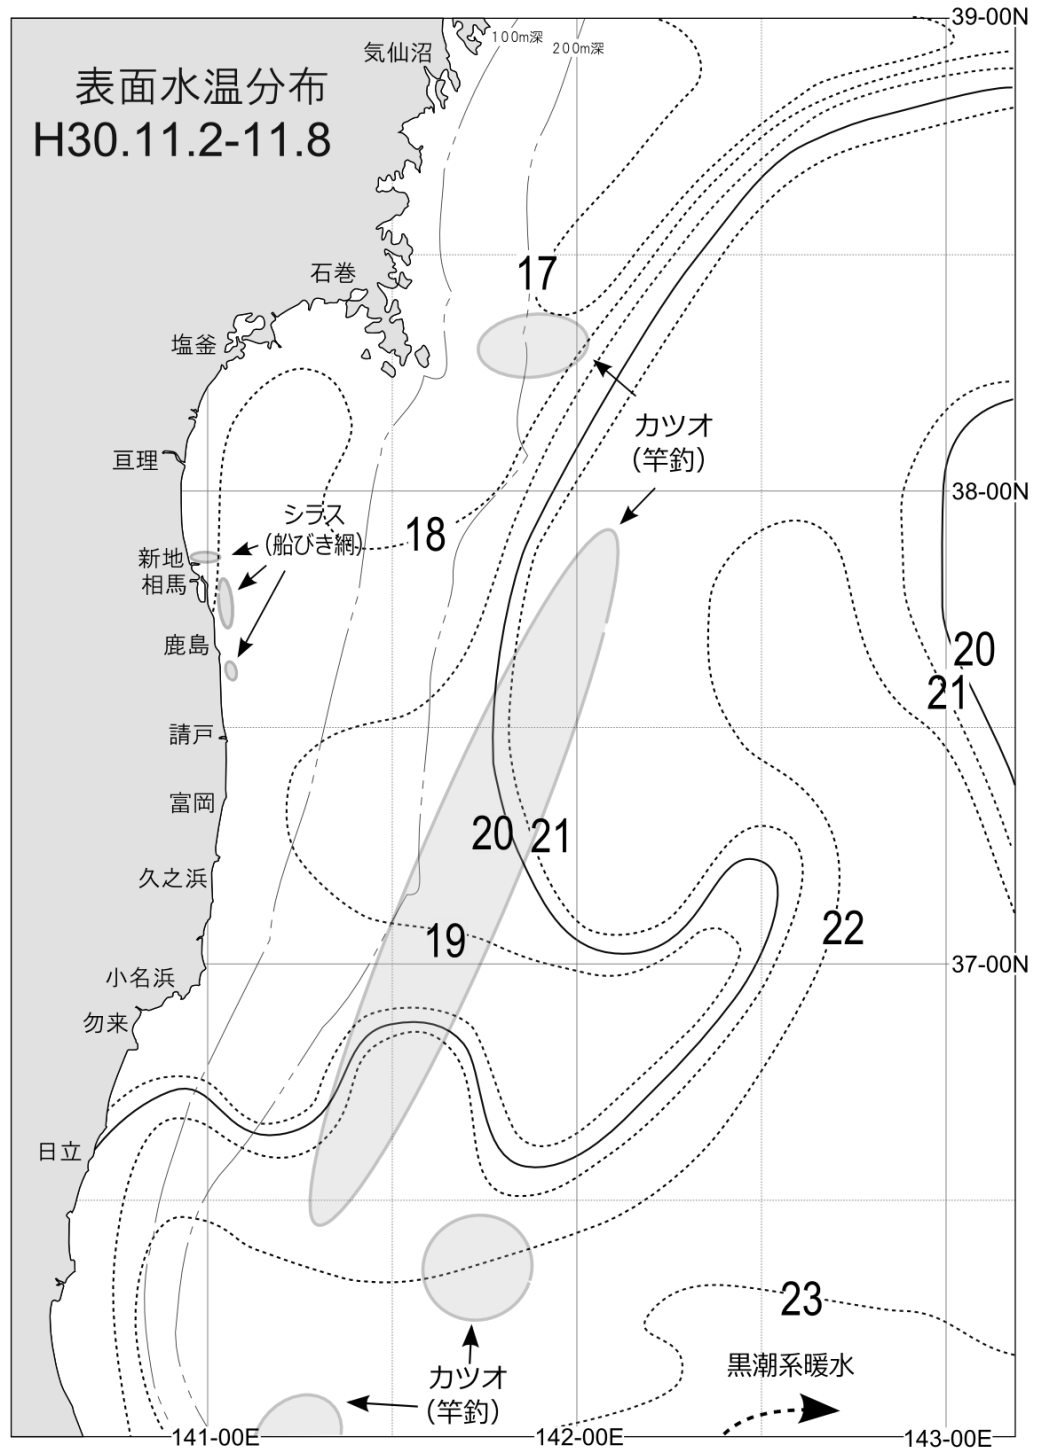 39-00N
100m深
200m深
気仙沼
表面水温分布
H30.11.2-11.8
17
石巻
塩釜
カツオ
(竿釣)
亘理
38-00N
シラス
(船びき網)
18
新地
相馬
鹿島
20
21
請戸
富岡
20
21
久之浜
19
22
37-00N
小名浜
勿来
日立
23
黒潮系暖水
カツオ
(竿釣)
141-00E
142-00E
143-00E